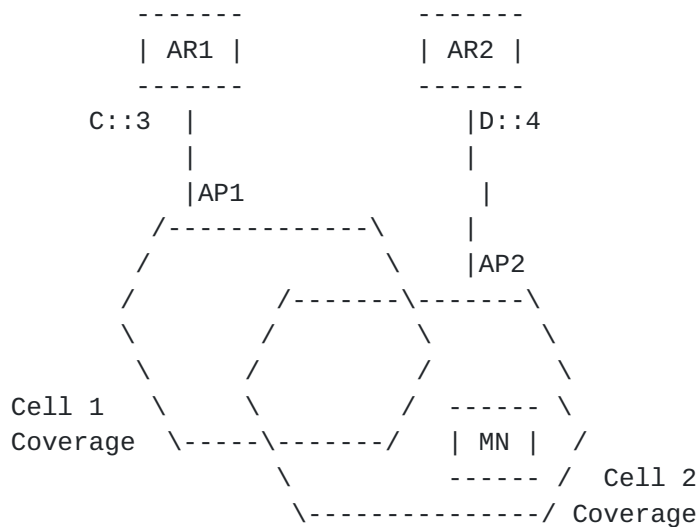 AR1 AR2
C::3 D::4
AP1
AP2
Cell 1
Coverage MN
Cell 2
Coverage